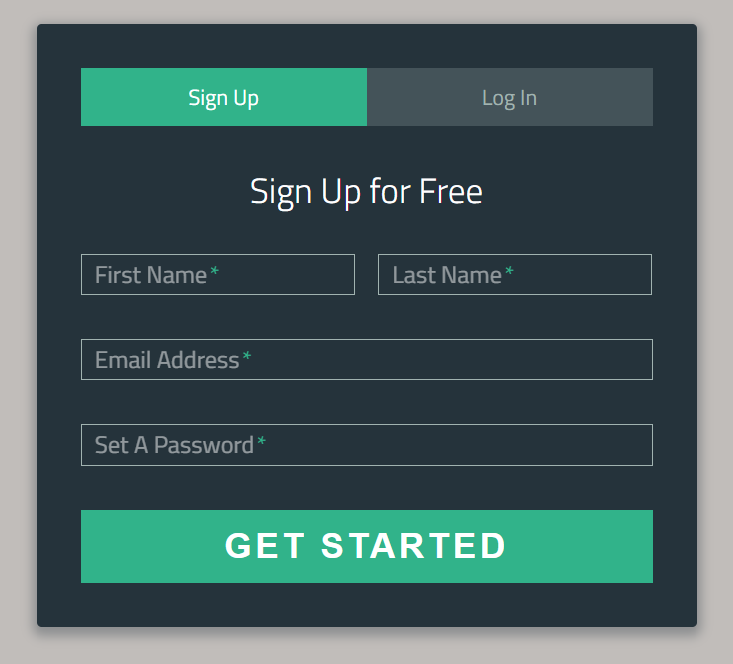 Sign Up Log In
Sign Up for Free
First Name* Last Name*
Email Address*
Set A Password*
GET STARTED